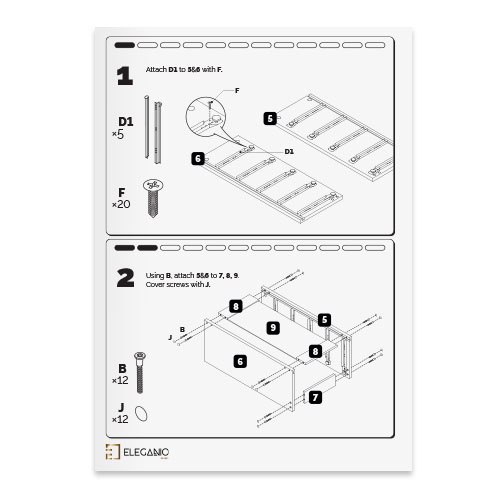 1
Attach D1 to 5&6 with F.
F
5
D1
×5
6
D1
F
×20
2
Using B, attach 5&6 to 7, 8, 9.
Cover screws with J.
8
5
9
B
J
8
6
B
×12
7
J
×12
ELEGANIO